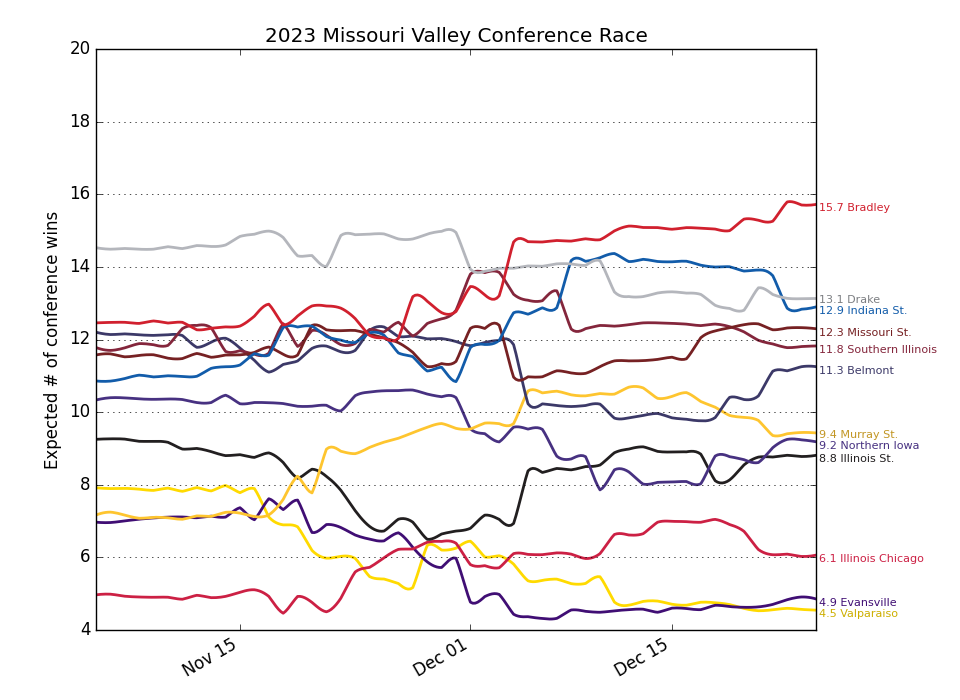 2023 Missouri Valley Conference Race
Expected # of conference wins
20
18
16
14
12
10
8
6
4
Nov 15
Dec 01
Dec 15
15.7 Bradley
13.1 Drake
12.9 Indiana St.
12.3 Missouri St.
11.8 Southern Illinois
11.3 Belmont
9.4 Murray St.
9.2 Northern Iowa
8.8 Illinois St.
6.1 Illinois Chicago
4.9 Evansville
4.5 Valparaiso